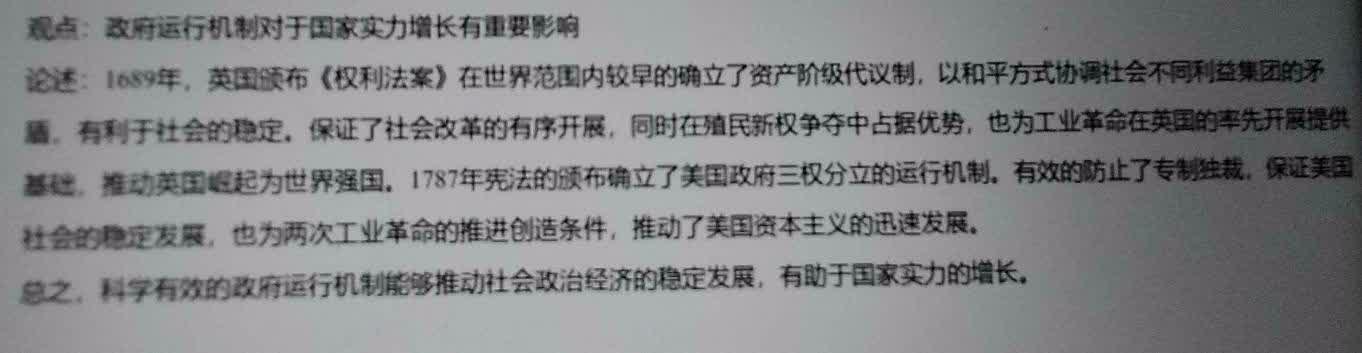 观点：政府运行机制对于国家实力增长有重要影响
论述：1689年，英国颁布《权利法案》在世界范围内较早的确立了资产阶级代议制，以和平方式协调社会不同利益集团的矛
盾，有利于社会的稳定。保证了社会改革的有序开展，同时在殖民新权争夺中占据优势，也为工业革命在英国的率先开展提供
基础，推动英国崛起为世界强国。1787年宪法的颁布确立了美国政府三权分立的运行机制。有效的防止了专制独裁，保证美国
社会的稳定发展，也为两次工业革命的推进创造条件，推动了美国资本主义的迅速发展。
总之，科学有效的政府运行机制能够推动社会政治经济的稳定发展，有助于国家实力的增长。